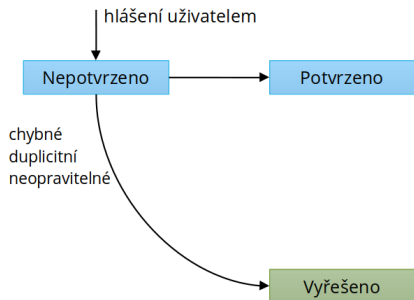 hlášení uživatelem
Nepotvrzeno
Potvrzeno
chybné
duplicitní
neopravitelné
Vyřešeno